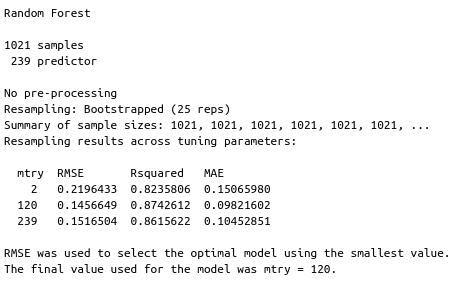 Random Forest
1021 samples
239 predictor
No pre-processing
Resampling: Bootstrapped (25 reps)
Summary of sample sizes: 1021, 1021, 1021, 1021, 1021, 1021, ...
Resampling results across tuning parameters:
mtry RMSE Rsquared MAE
2 0.2196433 0.8235806 0.15065980
120 0.1456649 0.8742612 0.09821602
239 0.1516504 0.8615622 0.10452851
RMSE was used to select the optimal model using the smallest value.
The final value used for the model was mtry = 120.